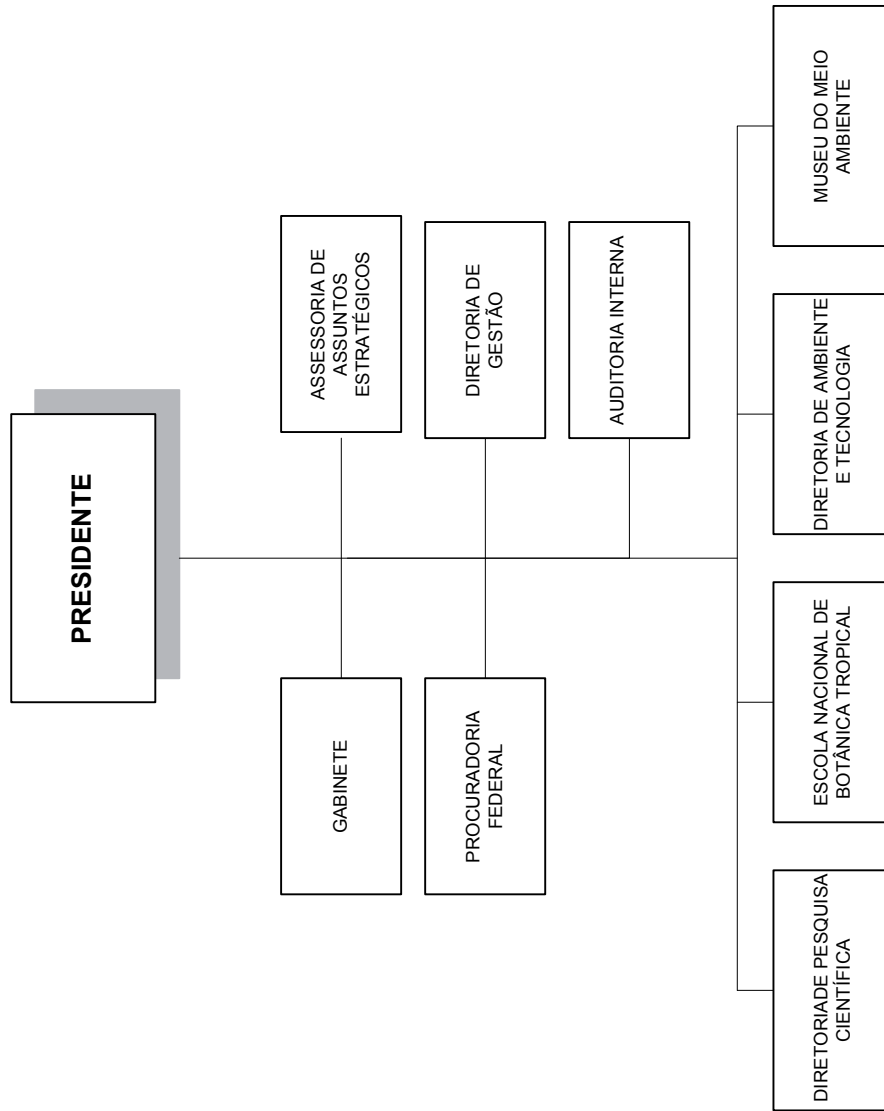 PRESIDENTE
GABINETE
ASSESSORIA DE
ASSUNTOS
ESTRATÉGICOS
PROCURADORIA
FEDERAL
DIRETORIA DE
GESTÃO
AUDITORIA INTERNA
DIRETORIADE PESQUISA
CIENTÍFICA
ESCOLA NACIONAL DE
BOTÂNICA TROPICAL
DIRETORIA DE AMBIENTE
E TECNOLOGIA
MUSEU DO MEIO
AMBIENTE